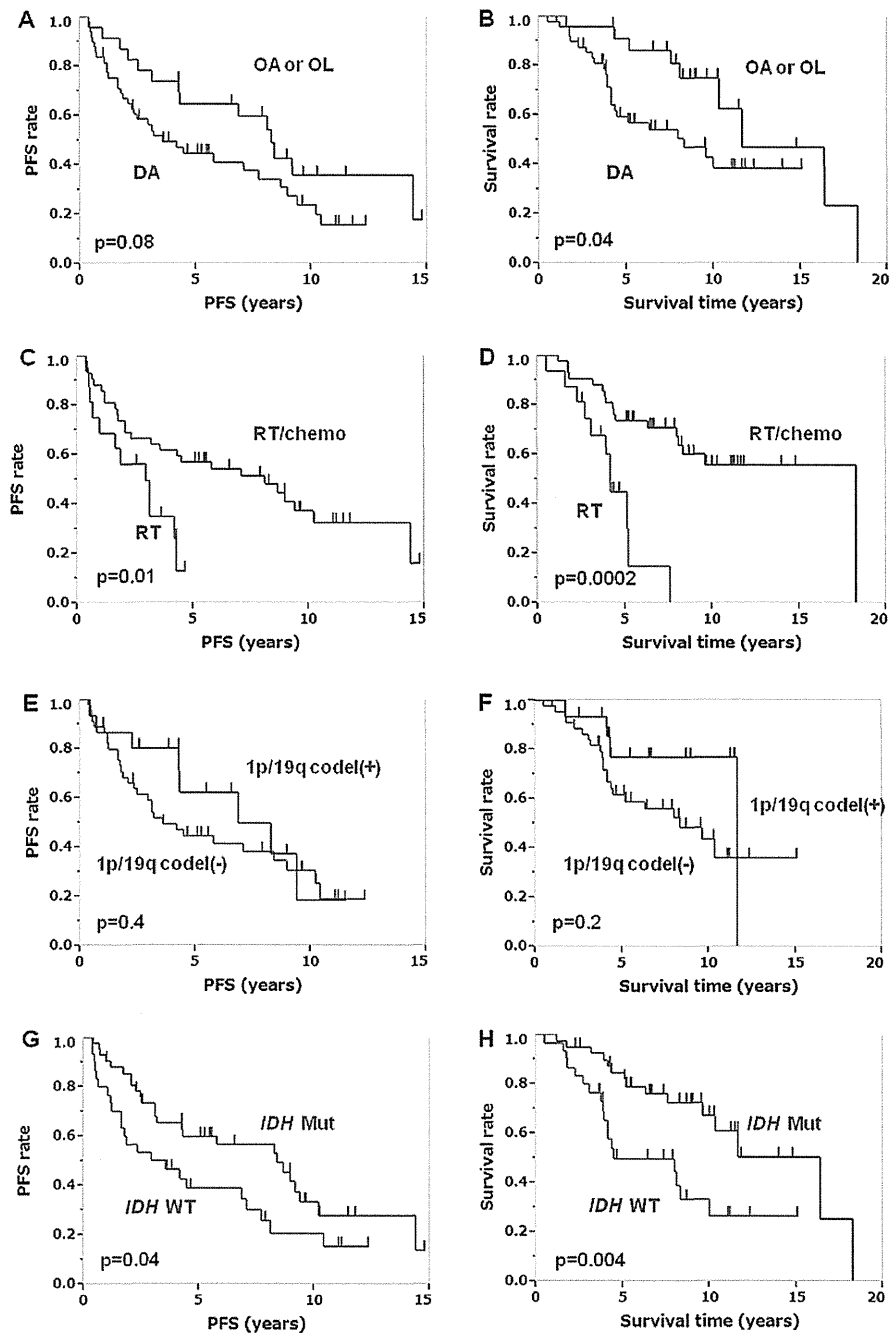 A
1.0
0.8
0.6
0.4
0.2
0.0
PFS rate
OA or OL
DA
p=0.08
0 5 10 15
PFS (years)
B
1.0
0.8
0.6
0.4
0.2
0.0
Survival rate
OA or OL
DA
p=0.04
0 5 10 15 20
Survival time (years)
C
1.0
0.8
0.6
0.4
0.2
0.0
PFS rate
RT/chemo
RT
p=0.01
0 5 10 15
PFS (years)
D
1.0
0.8
0.6
0.4
0.2
0.0
Survival rate
RT/chemo
RT
p=0.0002
0 5 10 15 20
Survival time (years)
E
1.0
0.8
0.6
0.4
0.2
0.0
PFS rate
1p/19q codel(+)
1p/19q codel(-)
p=0.4
0 5 10 15
PFS (years)
F
1.0
0.8
0.6
0.4
0.2
0.0
Survival rate
1p/19q codel(+)
1p/19q codel(-)
p=0.2
0 5 10 15 20
Survival time (years)
G
1.0
0.8
0.6
0.4
0.2
0.0
PFS rate
IDH Mut
IDH WT
p=0.04
0 5 10 15
PFS (years)
H
1.0
0.8
0.6
0.4
0.2
0.0
Survival rate
IDH Mut
IDH WT
p=0.004
0 5 10 15 20
Survival time (years)